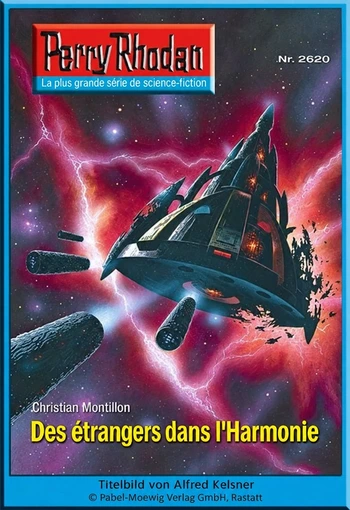 Perry Rhodan
Nr. 2620
La plus grande série de science-fiction
Christian Montillon
Des étrangers dans l'Harmonie
Titelbild von Alfred Kelsner
© Pabel-Moewig Verlag GmbH, Rastatt